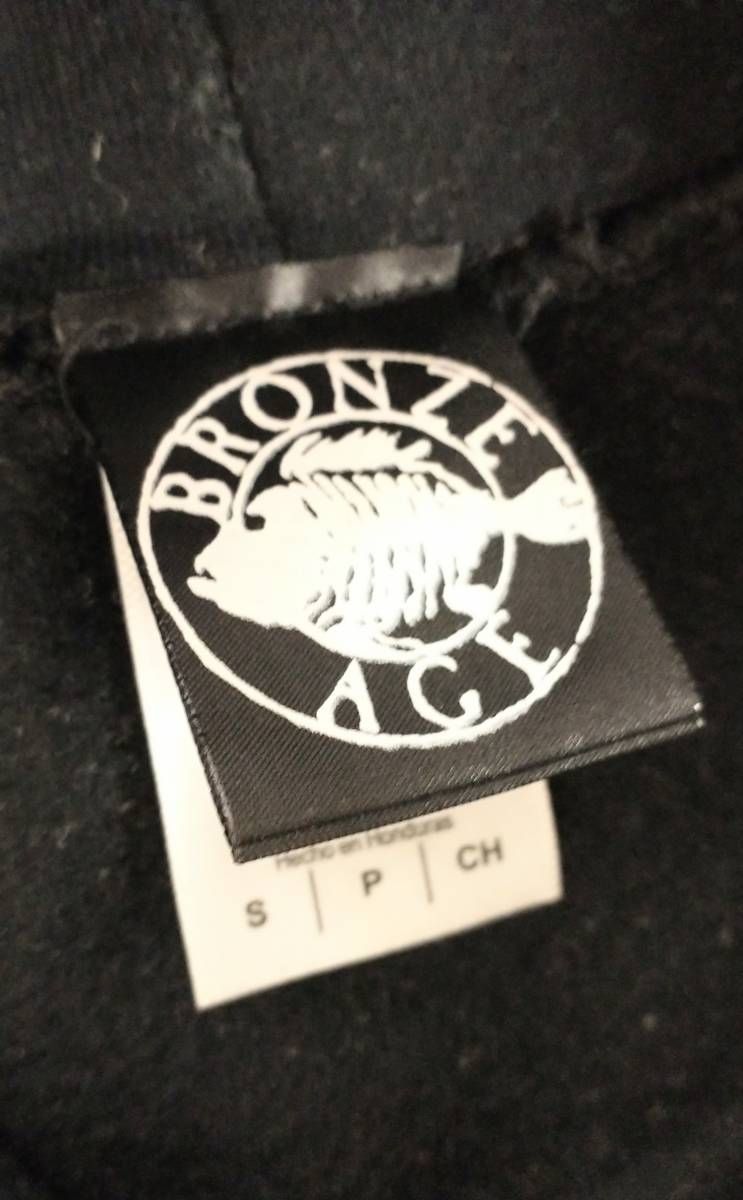 BRONZE
AGE
Hecho en Honduras
S | P | CH